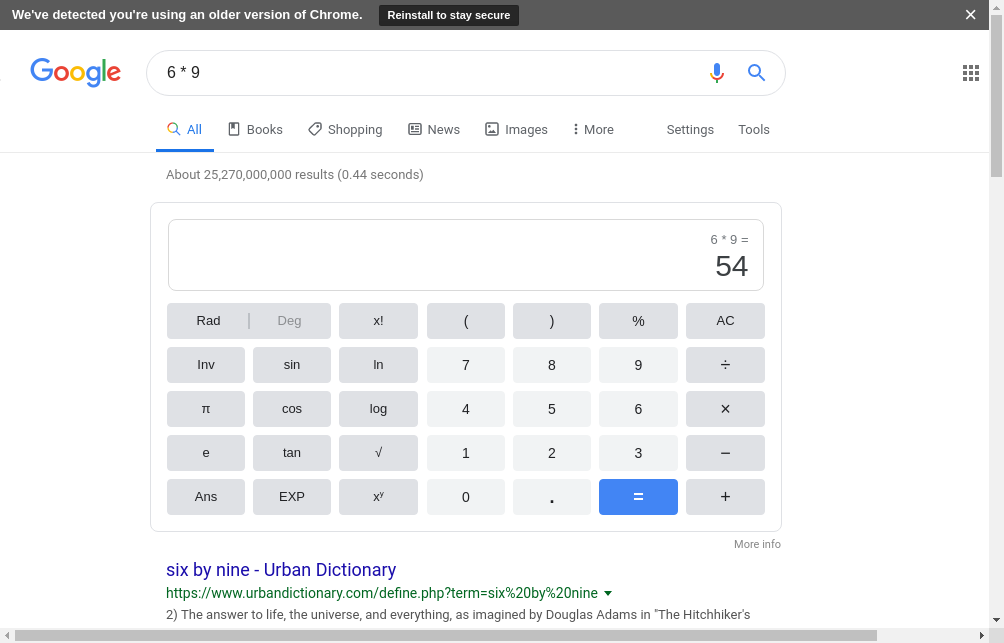 We've detected you're using an older version of Chrome. Reinstall to stay secure
Google 6 * 9
All Books Shopping News Images More Settings Tools
About 25,270,000,000 results (0.44 seconds)
6 * 9 =
54
Rad Deg x! ( ) % AC
Inv sin ln 7 8 9 ÷
π cos log 4 5 6 ×
e tan √ 1 2 3 −
Ans EXP xʸ 0 . = +
More info
six by nine - Urban Dictionary
https://www.urbandictionary.com/define.php?term=six%20by%20nine
2) The answer to life, the universe, and everything, as imagined by Douglas Adams in "The Hitchhiker's